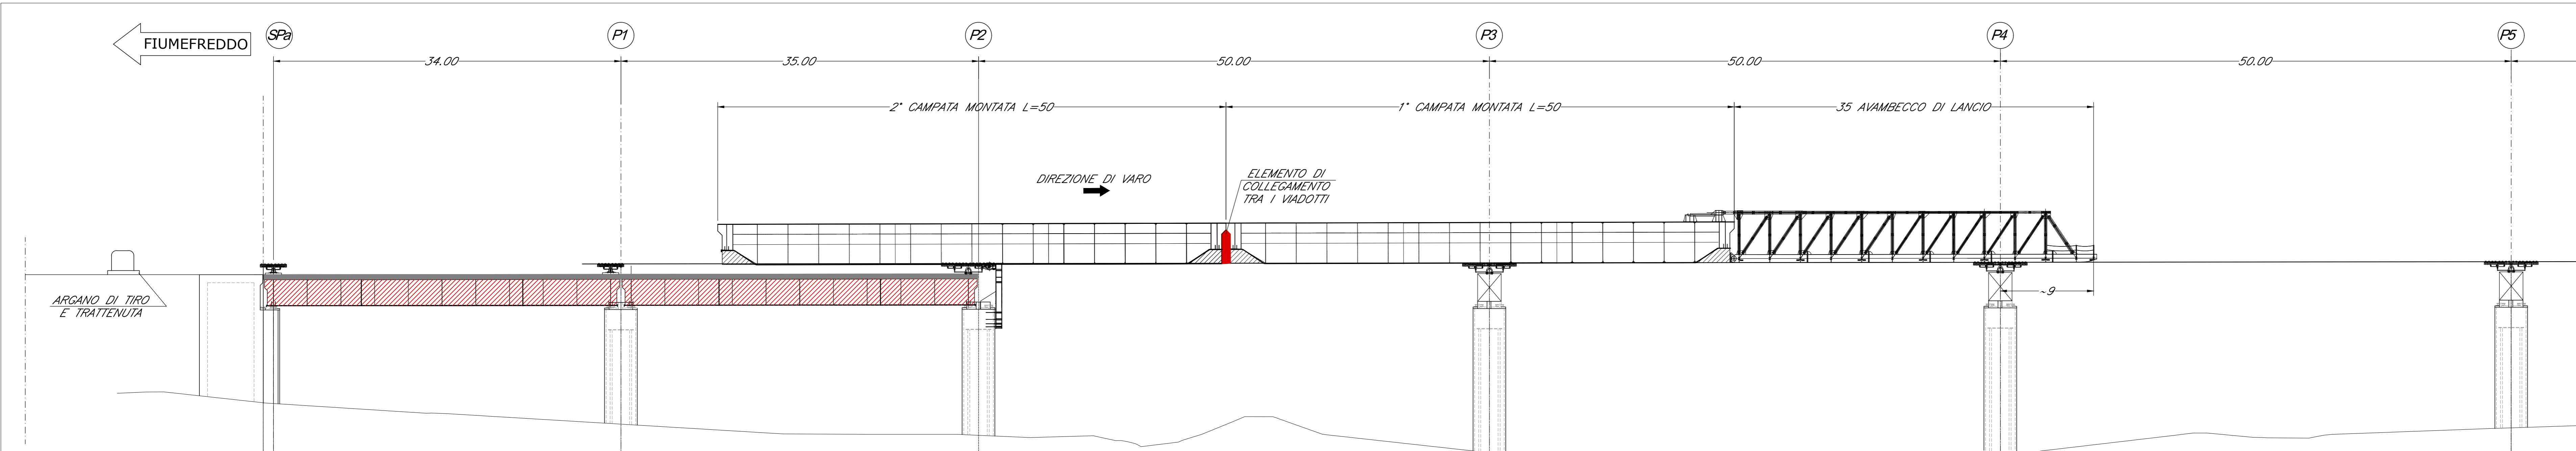 FIUMEFREDDO
SPa
P1
P2
P3
P4
P5
34.00
35.00
50.00
50.00
50.00
2° CAMPATA MONTATA L=50
1° CAMPATA MONTATA L=50
35 AVAMBECCO DI LANCIO
DIREZIONE DI VARO
ELEMENTO DI
COLLEGAMENTO
TRA I VIADOTTI
ARGANO DI TIRO
E TRATTENUTA
~9